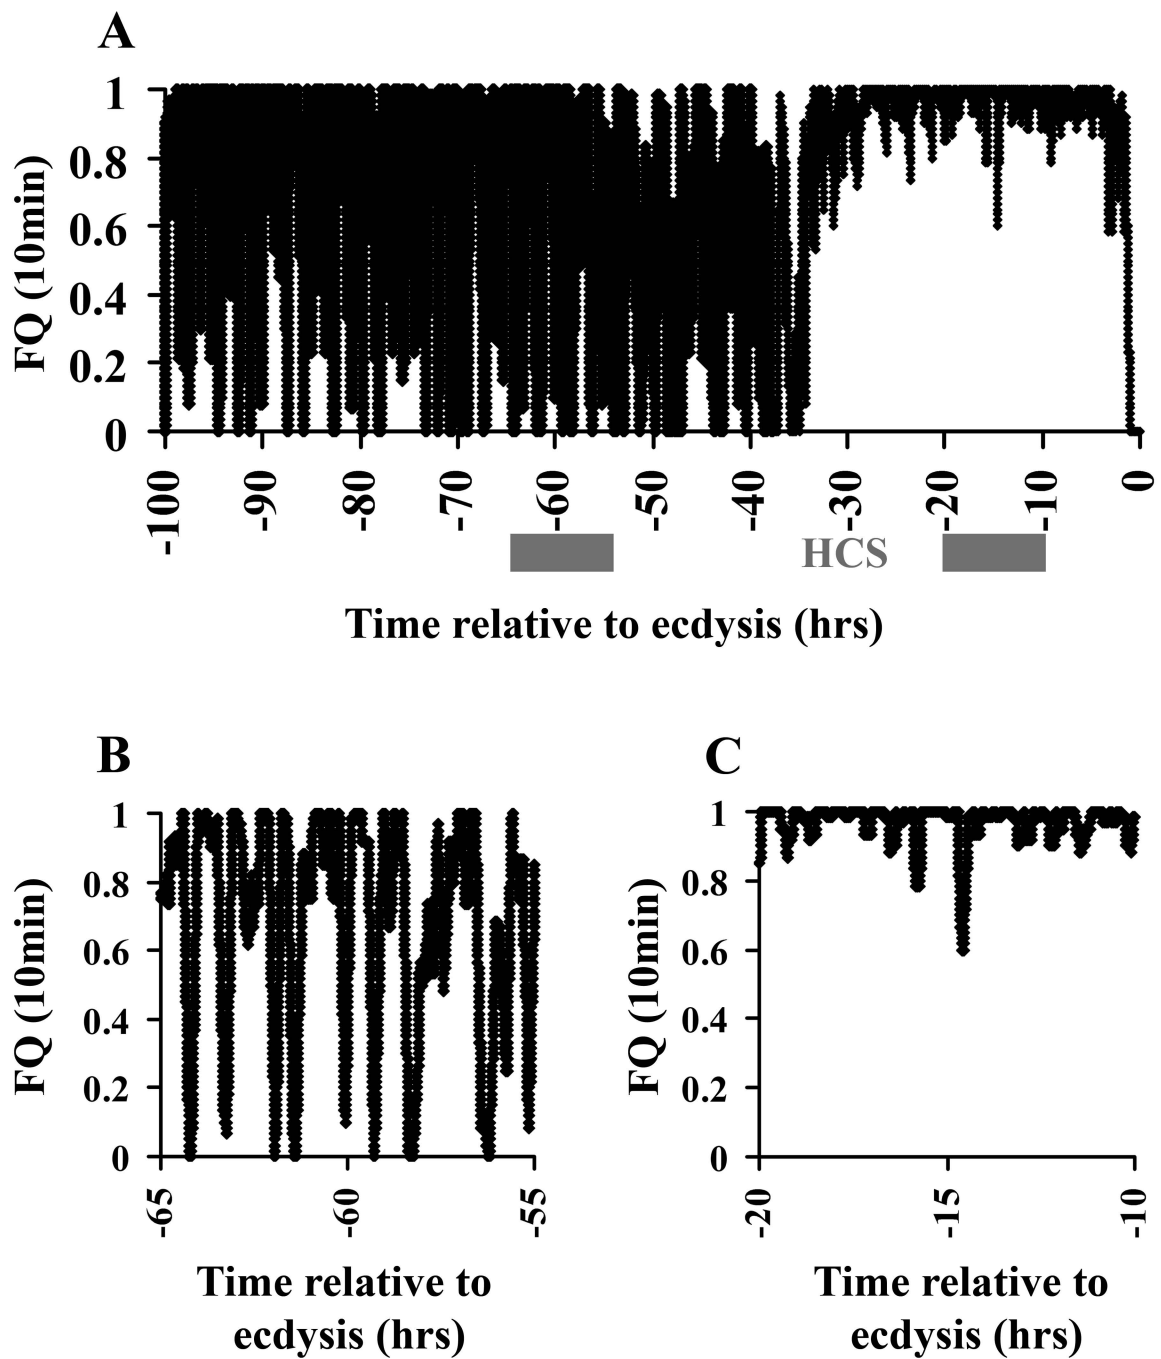 A
FQ (10min)
1
0.8
0.6
0.4
0.2
0
-100 -90 -80 -70 -60 -50 -40 -30 -20 -10 0
HCS
Time relative to ecdysis (hrs)
B
FQ (10min)
1
0.8
0.6
0.4
0.2
0
-65 -60 -55
Time relative to
ecdysis (hrs)
C
FQ (10min)
1
0.8
0.6
0.4
0.2
0
-20 -15 -10
Time relative to
ecdysis (hrs)